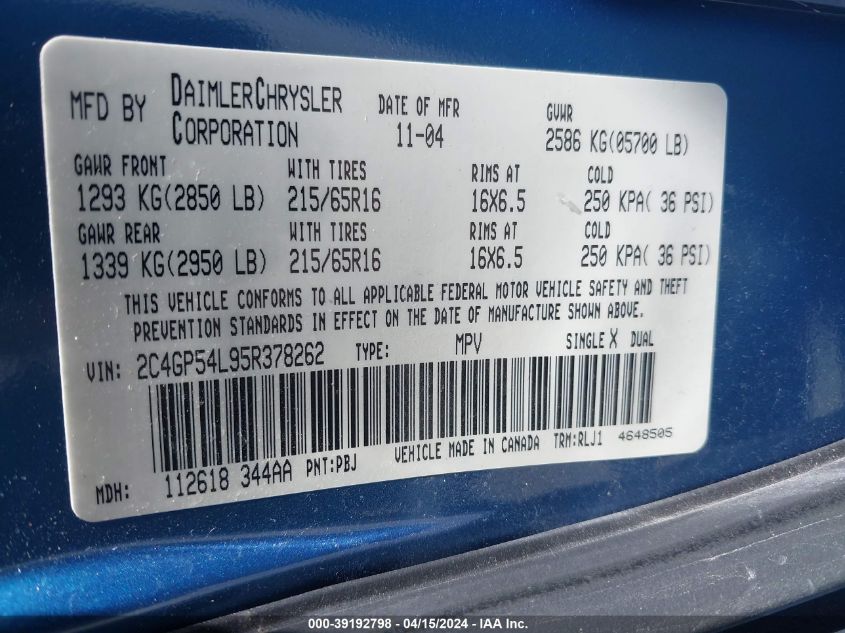 MFD BY DAIMLERCHRYSLER CORPORATION DATE OF MFR 11-04 GVWR 2586 KG(05700 LB)
GAWR FRONT WITH TIRES RIMS AT COLD
1293 KG(2850 LB) 215/65R16 16X6.5 250 KPA( 36 PSI)
GAWR REAR WITH TIRES RIMS AT COLD
1339 KG(2950 LB) 215/65R16 16X6.5 250 KPA( 36 PSI)
THIS VEHICLE CONFORMS TO ALL APPLICABLE FEDERAL MOTOR VEHICLE SAFETY AND THEFT
PREVENTION STANDARDS IN EFFECT ON THE DATE OF MANUFACTURE SHOWN ABOVE.
VIN: 2C4GP54L95R378262 TYPE: MPV SINGLE X DUAL
MDH: 112618 344AA PNT:PBJ VEHICLE MADE IN CANADA TRM:RLJ1 4648505
000-39192798 - 04/15/2024 - IAA Inc.